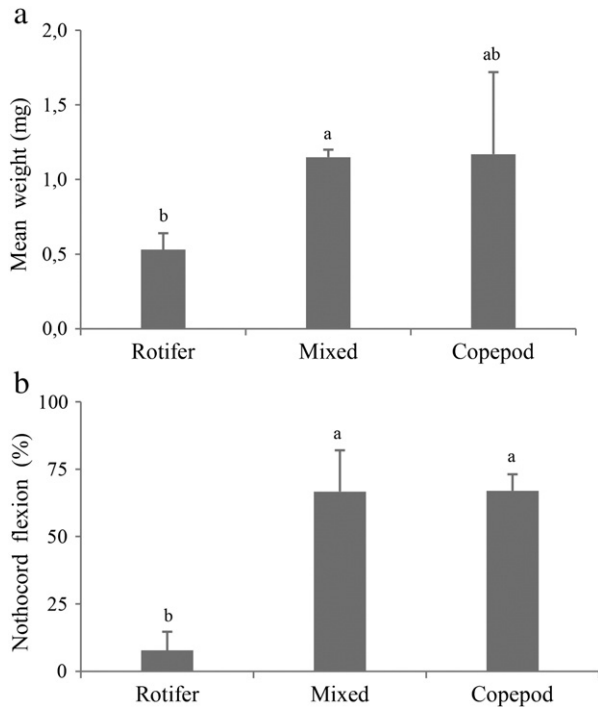 a
Mean weight (mg)
2,0
1,5
1,0
0,5
0,0
b
a
ab
Rotifer Mixed Copepod
b
Nothocord flexion (%)
100
75
50
25
0
b
a
a
Rotifer Mixed Copepod